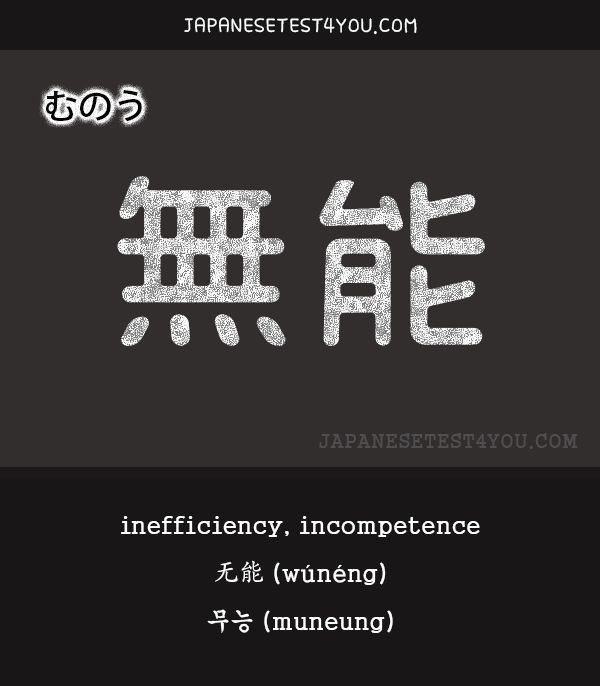 JAPANESETEST4YOU.COM
むのう
無能
JAPANESETEST4YOU.COM
inefficiency, incompetence
无能 (wúnéng)
무능 (muneung)